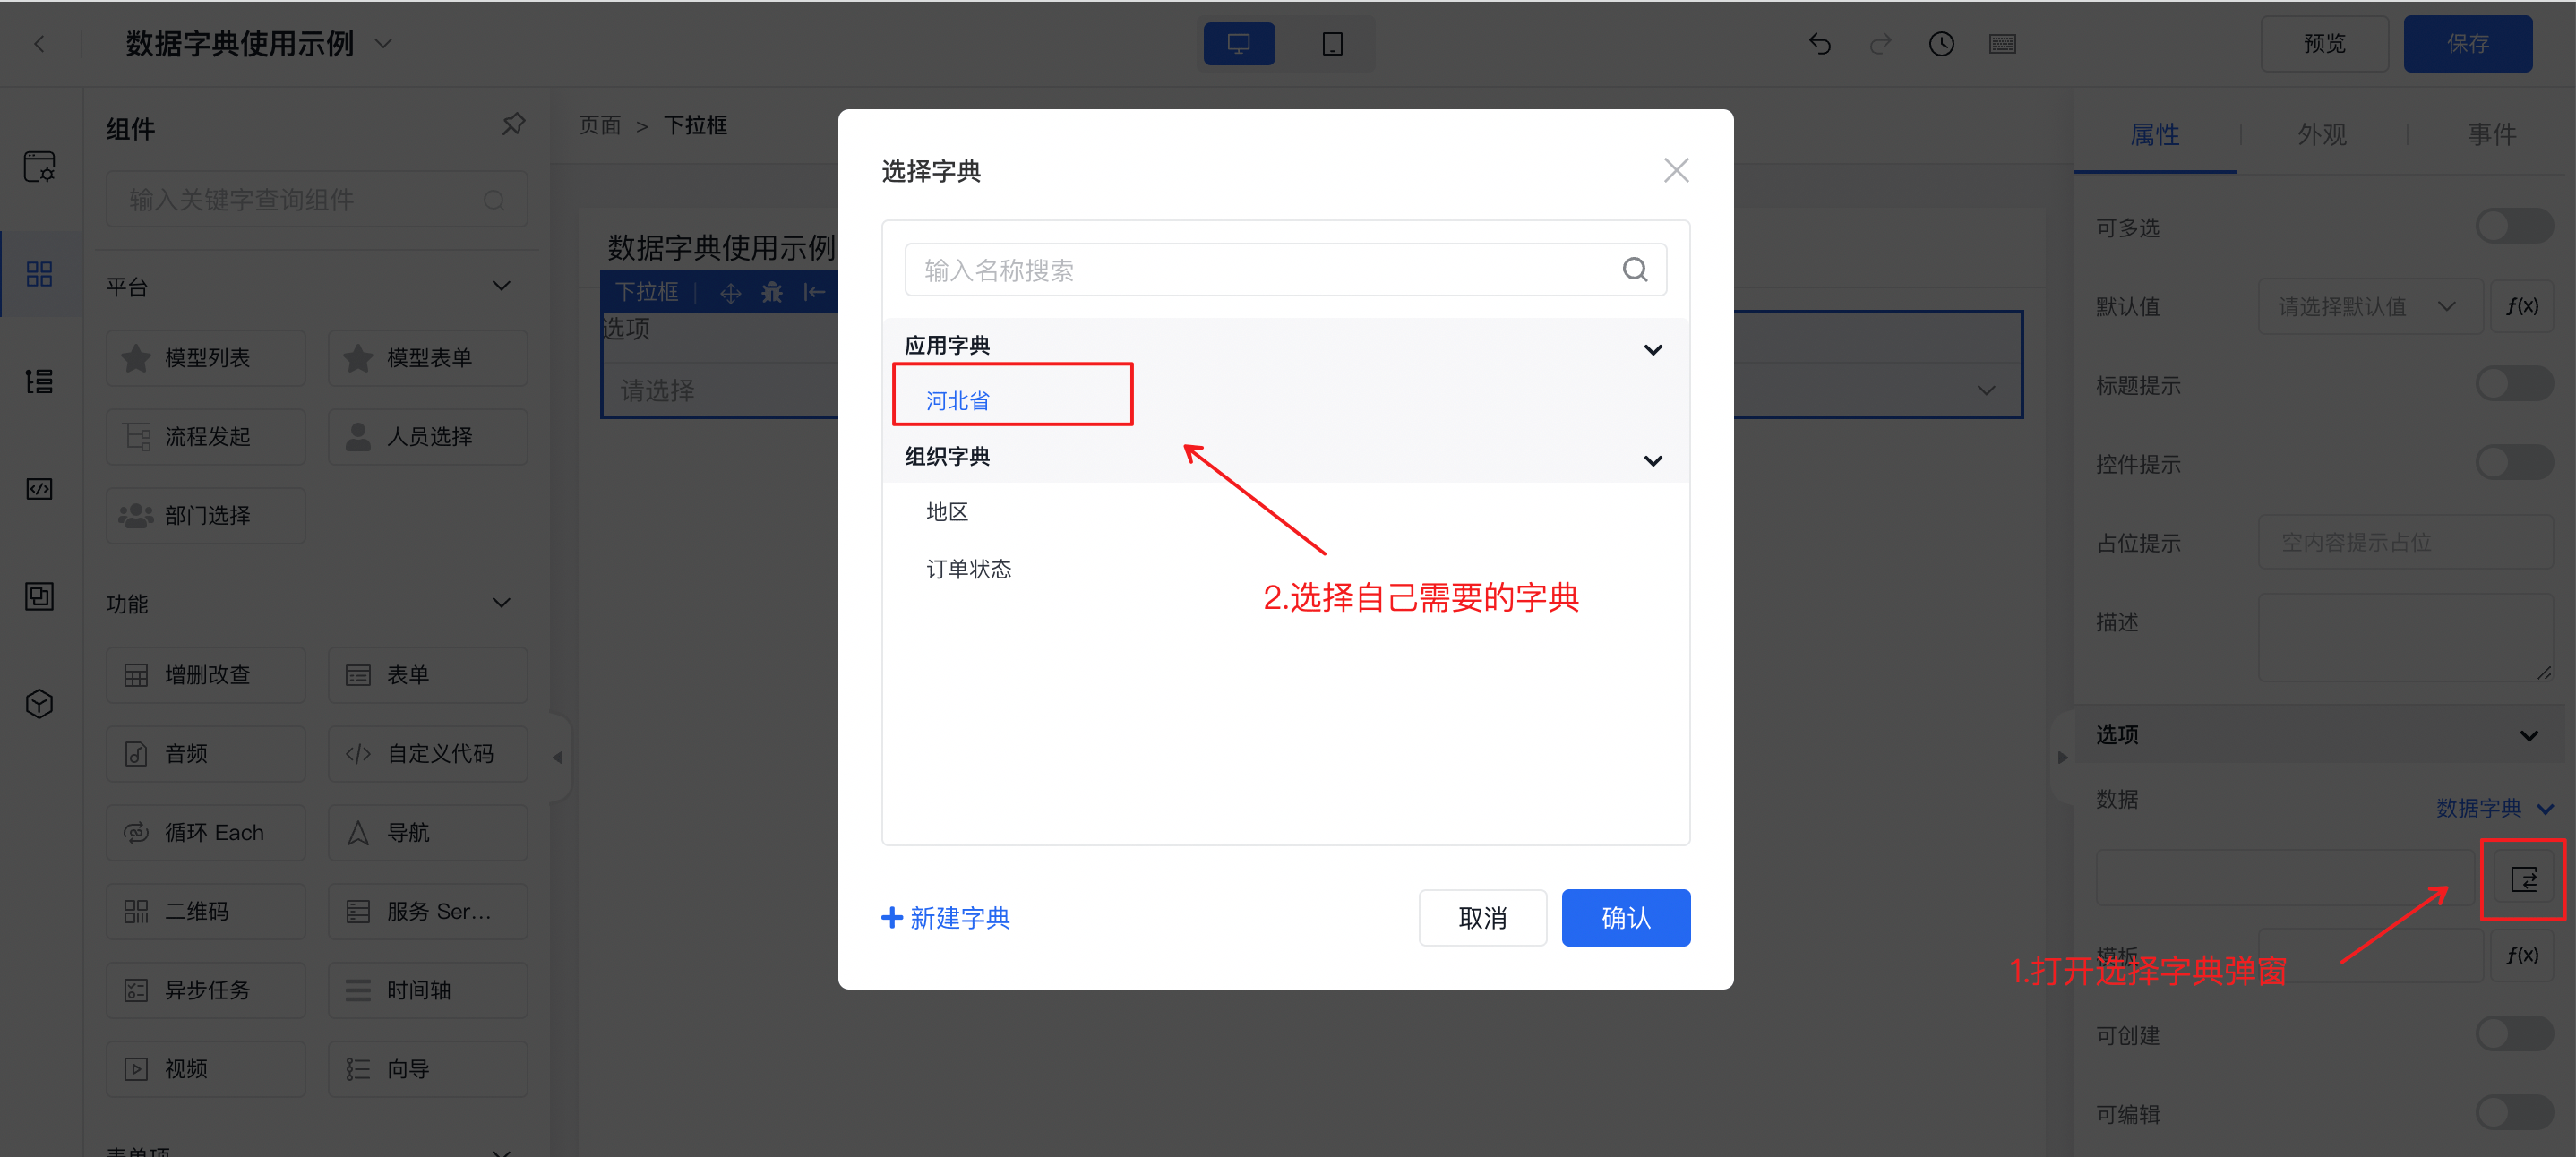 数据字典使用示例
预览
保存
组件
输入关键字查询组件
平台
模型列表
模型表单
流程发起
人员选择
部门选择
功能
增删改查
表单
音频
自定义代码
循环 Each
导航
二维码
服务 Ser...
异步任务
时间轴
视频
向导
表单项
页面 > 下拉框
数据字典使用示例
下拉框
选项
请选择
选择字典
输入名称搜索
应用字典
河北省
组织字典
地区
订单状态
2.选择自己需要的字典
新建字典
取消
确认
属性
外观
事件
可多选
默认值
请选择默认值
f(x)
标题提示
控件提示
占位提示
空内容提示占位
描述
选项
数据
数据字典
模板
f(x)
1.打开选择字典弹窗
可创建
可编辑